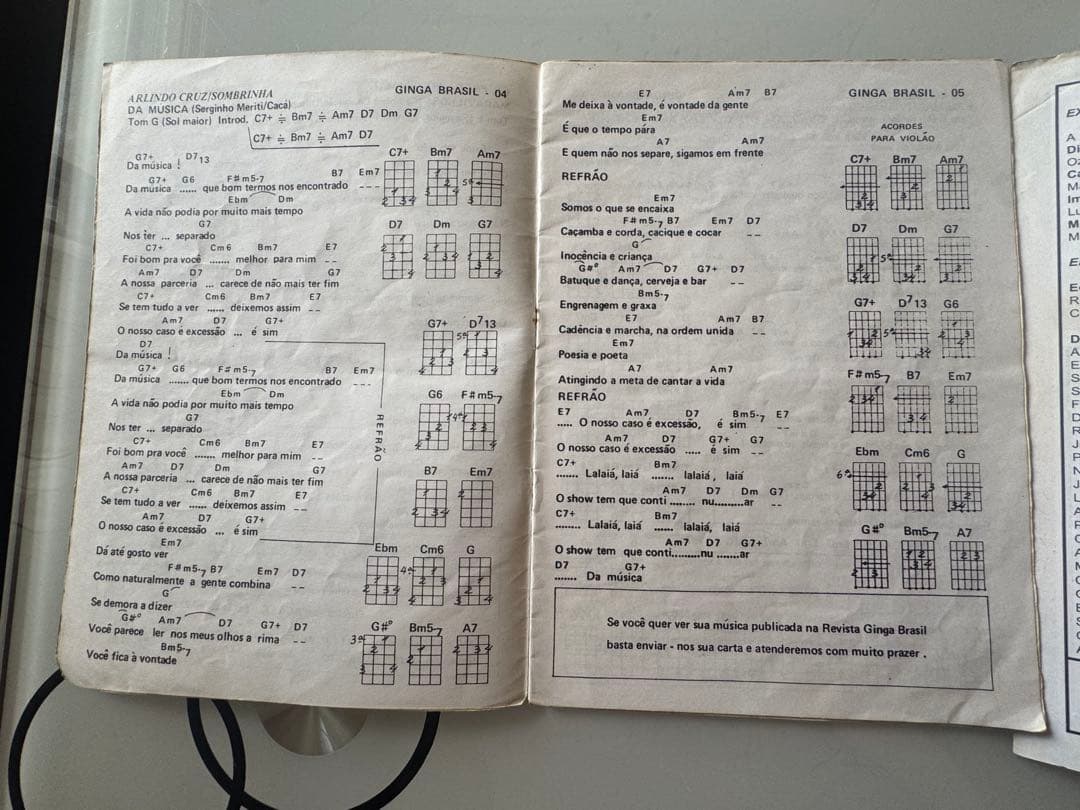 ARLINDO CRUZ/SOMBRINHA
GINGA BRASIL - 04
DA MÚSICA (Serginho Meriti/Cacá)
Tom G (Sol maior) Introd. C7+ ÷ Bm7 ÷ Am7 D7 Dm G7
C7+ ÷ Bm7 ÷ Am7 D7
G7+ D7 13
Da música !
G7+ G6 F#m5-7 B7 Em7
Da música ...... que bom termos nos encontrado _ _ _
Ebm Dm
A vida não podia por muito mais tempo
G7
Nos ter ... separado
C7+ Cm6 Bm7 E7
Foi bom pra você ....... melhor para mim _ _
Am7 D7 Dm G7
A nossa parceria ... carece de não mais ter fim
C7+ Cm6 Bm7 E7
Se tem tudo a ver ...... deixemos assim _ _
Am7 D7 G7+
O nosso caso é excessão ... é sim
D7
Da música !
G7+ G6 F#m5-7 B7 Em7
Da música ....... que bom termos nos encontrado _ _ _
Ebm Dm
A vida não podia por muito mais tempo
G7
Nos ter ... separado
C7+ Cm6 Bm7 E7
Foi bom pra você ....... melhor para mim _ _
Am7 D7 Dm G7
A nossa parceria ... carece de não mais ter fim
C7+ Cm6 Bm7 E7
Se tem tudo a ver ...... deixemos assim _ _
Am7 D7 G7+
O nosso caso é excessão ... é sim
REFRÃO
Em7
Dá até gosto ver
F#m5-7 B7 Em7 D7
Como naturalmente a gente combina _ _
G
Se demora a dizer
G#º Am7 D7 G7+ D7
Você parece ler nos meus olhos a rima _ _
Bm5-7
Você fica à vontade
C7+ Bm7 Am7
5ª
D7 Dm G7
G7+ D7 13
5ª
G6 F#m5-7
B7 Em7
Ebm Cm6 G
4ª
G#º Bm5-7 A7
3ª
E7 Am7 B7
GINGA BRASIL - 05
Me deixa à vontade, é vontade da gente
Em7
É que o tempo pára
A7 Am7
E quem não nos separe, sigamos em frente
REFRÃO
Em7
Somos o que se encaixa
F#m5-7 B7 Em7 D7
Caçamba e corda, cacique e cocar _ _
G
Inocência e criança
G#º Am7 D7 G7+ D7
Batuque e dança, cerveja e bar _ _
Bm5-7
Engrenagem e graxa
E7 Am7 B7
Cadência e marcha, na ordem unida _ _
Em7
Poesia e poeta
A7 Am7
Atingindo a meta de cantar a vida
REFRÃO
E7 Am7 D7 Bm5-7 E7
..... O nosso caso é excessão, é sim _ _
Am7 D7 G7+ G7
O nosso caso é excessão ..... é sim _ _
C7+ Bm7
....... Lalaiá, laiá ...... lalaiá , laiá
Am7 D7 Dm G7
O show tem que conti ......... nu.......ar _ _
C7+ Bm7
........ Lalaiá, laiá ...... lalaiá, laiá
Am7 D7 G7+
O show tem que conti.........nu .......ar
D7 G7+
....... Da música
ACORDES
PARA VIOLÃO
C7+ Bm7 Am7
D7 Dm G7
5ª
G7+ D7 13 G6
5ª
F#m5-7 B7 Em7
Ebm Cm6 G
6ª
G#º Bm5-7 A7
Se você quer ver sua música publicada na Revista Ginga Brasil
basta enviar - nos sua carta e atenderemos com muito prazer .